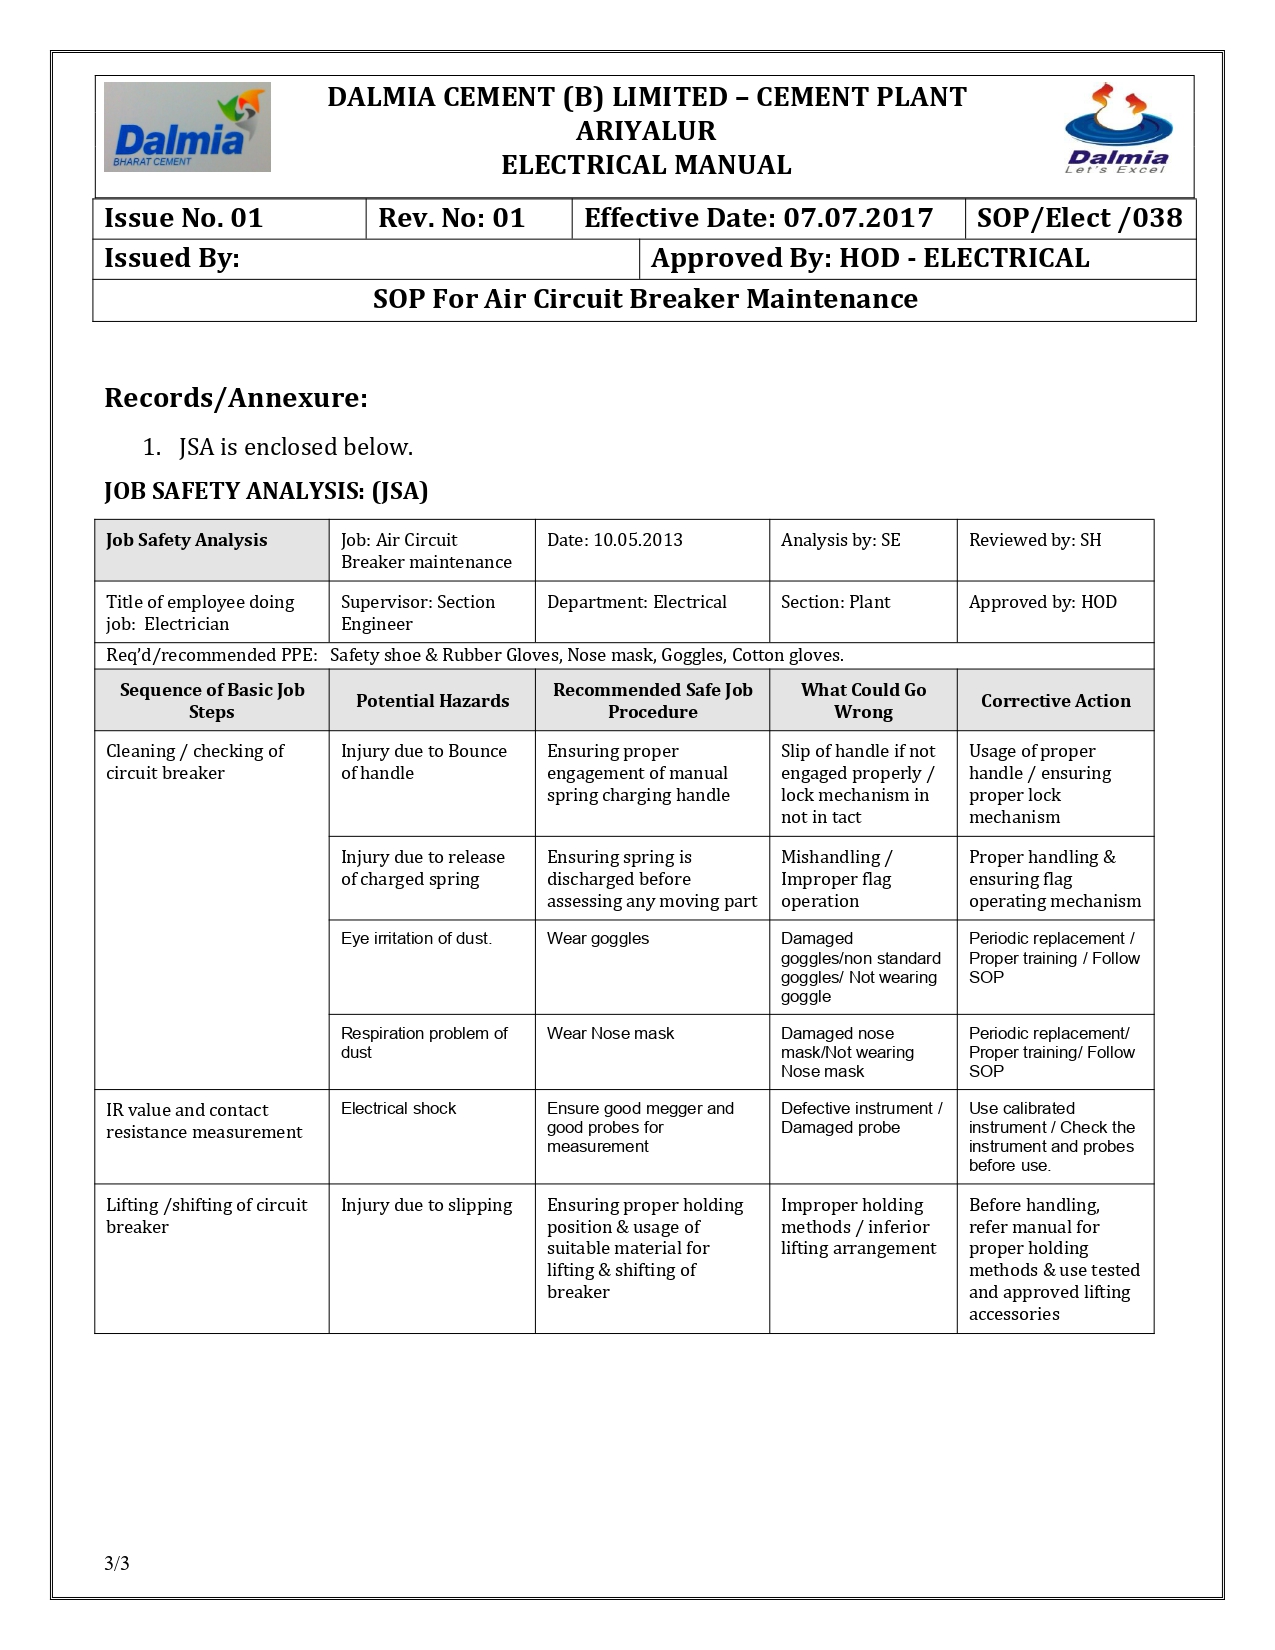 Dalmia
BHARAT CEMENT
DALMIA CEMENT (B) LIMITED – CEMENT PLANT
ARIYALUR
ELECTRICAL MANUAL
Dalmia
Let's Excel
Issue No. 01 Rev. No: 01 Effective Date: 07.07.2017 SOP/Elect /038
Issued By: Approved By: HOD - ELECTRICAL
SOP For Air Circuit Breaker Maintenance
Records/Annexure:
1. JSA is enclosed below.
JOB SAFETY ANALYSIS: (JSA)
Job Safety Analysis
Job: Air Circuit
Breaker maintenance
Date: 10.05.2013
Analysis by: SE
Reviewed by: SH
Title of employee doing
job: Electrician
Supervisor: Section
Engineer
Department: Electrical
Section: Plant
Approved by: HOD
Req'd/recommended PPE: Safety shoe & Rubber Gloves, Nose mask, Goggles, Cotton gloves.
Sequence of Basic Job
Steps
Potential Hazards
Recommended Safe Job
Procedure
What Could Go
Wrong
Corrective Action
Cleaning / checking of
circuit breaker
Injury due to Bounce
of handle
Ensuring proper
engagement of manual
spring charging handle
Slip of handle if not
engaged properly /
lock mechanism in
not in tact
Usage of proper
handle / ensuring
proper lock
mechanism
Injury due to release
of charged spring
Ensuring spring is
discharged before
assessing any moving part
Mishandling /
Improper flag
operation
Proper handling &
ensuring flag
operating mechanism
Eye irritation of dust.
Wear goggles
Damaged
goggles/non standard
goggles/ Not wearing
goggle
Periodic replacement /
Proper training / Follow
SOP
Respiration problem of
dust
Wear Nose mask
Damaged nose
mask/Not wearing
Nose mask
Periodic replacement/
Proper training/ Follow
SOP
IR value and contact
resistance measurement
Electrical shock
Ensure good megger and
good probes for
measurement
Defective instrument /
Damaged probe
Use calibrated
instrument / Check the
instrument and probes
before use.
Lifting /shifting of circuit
breaker
Injury due to slipping
Ensuring proper holding
position & usage of
suitable material for
lifting & shifting of
breaker
Improper holding
methods / inferior
lifting arrangement
Before handling,
refer manual for
proper holding
methods & use tested
and approved lifting
accessories
3/3